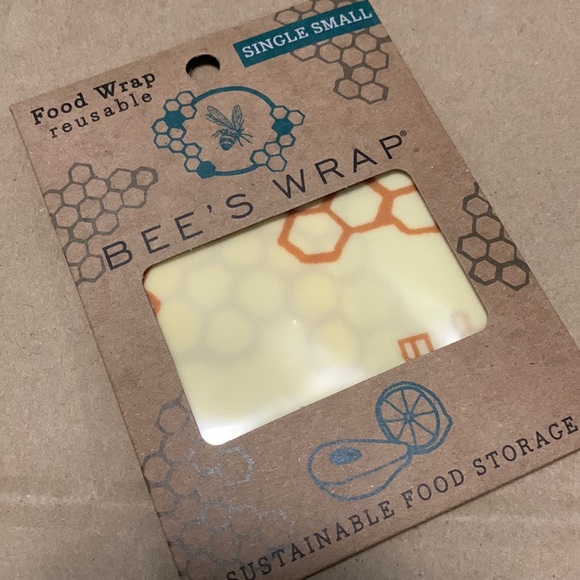 SINGLE SMALL
Food Wrap
reusable
BEE'S WRAP®
SUSTAINABLE FOOD STORAGE